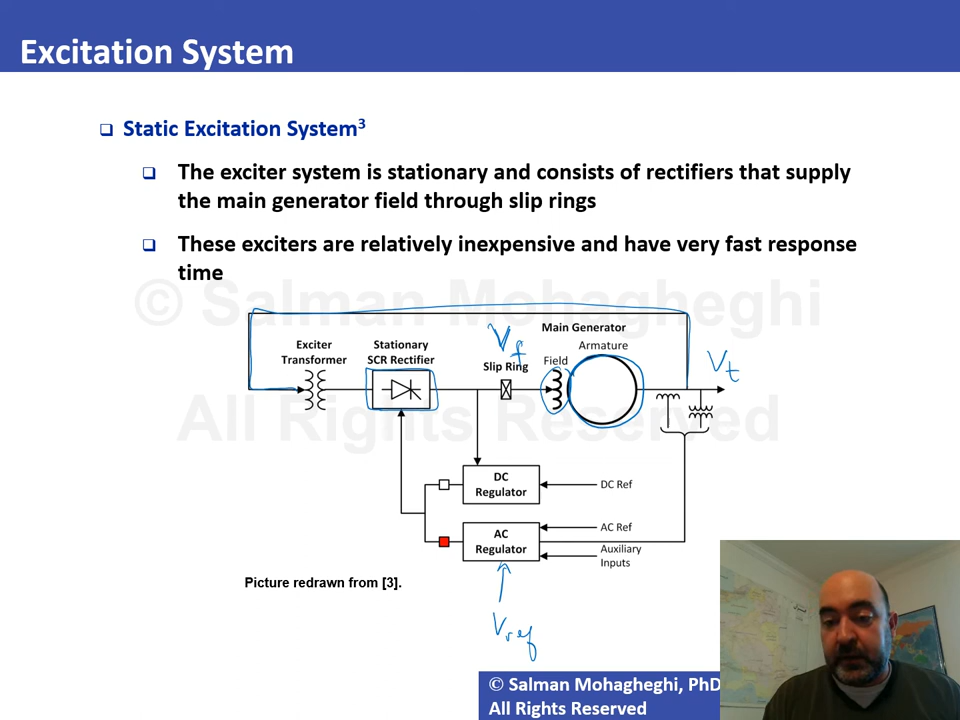 Excitation System
❑ Static Excitation System3
❑ The exciter system is stationary and consists of rectifiers that supply
the main generator field through slip rings
❑ These exciters are relatively inexpensive and have very fast response
time
© Salman Mohagheghi
All Rights Reserved
Main Generator
Exciter
Transformer
Stationary
SCR Rectifier
Vf
Slip Ring
Field
Armature
Vt
DC
Regulator
DC Ref
AC
Regulator
AC Ref
Auxiliary
Inputs
Picture redrawn from [3].
Vref
© Salman Mohagheghi, PhD
All Rights Reserved